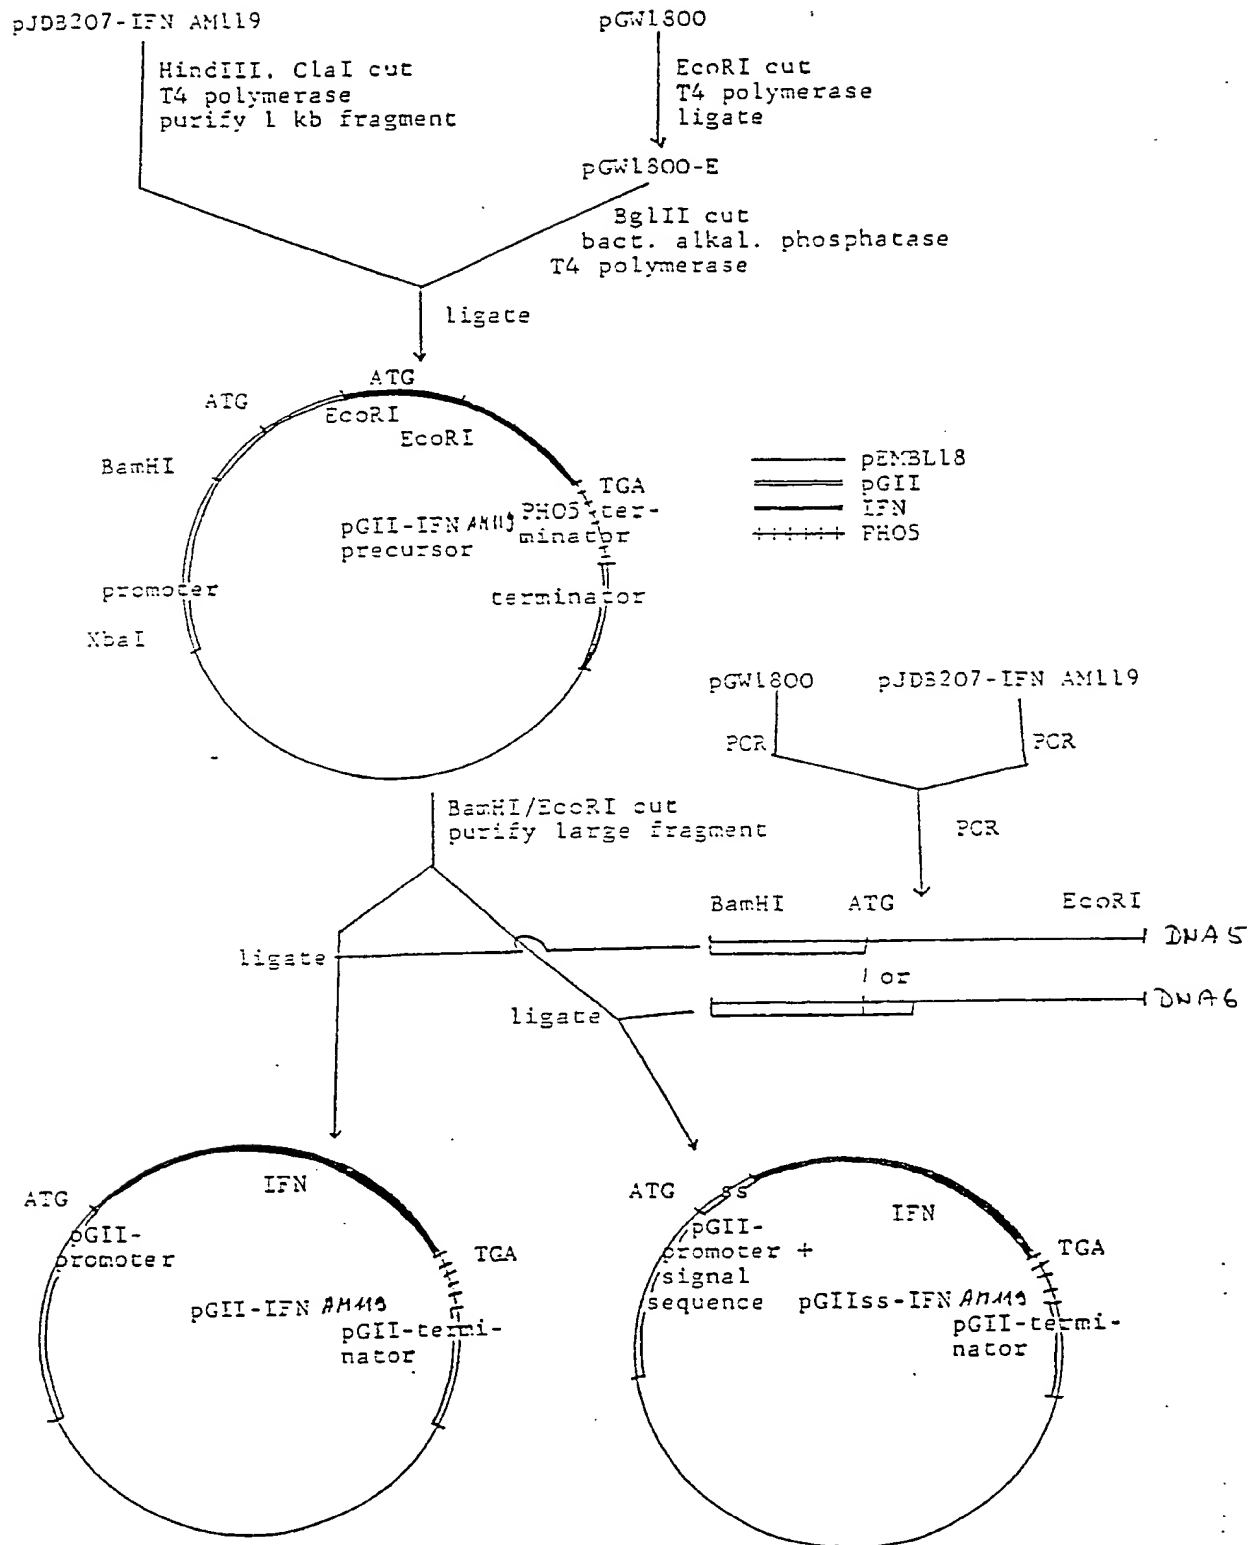 pJDB207-IFN AM119
pGW1800
HindIII, ClaI cut
T4 polymerase
purify 1 kb fragment
EcoRI cut
T4 polymerase
ligate
pGW1800-E
BglII cut
bact. alkal. phosphatase
T4 polymerase
ligate
ATG
ATG
EcoRI
EcoRI
BamHI
pEMBL18
pGII
IFN
PHO5
TGA
pGII-IFN AM119
precursor
PHO5 ter-
minator
promoter
terminator
XbaI
pGW1800
pJDB207-IFN AM119
PCR
PCR
BamHI/EcoRI cut
purify large fragment
PCR
BamHI
ATG
EcoRI
DNA 5
ligate
or
DNA 6
ligate
ATG
IFN
pGII-
promoter
TGA
pGII-IFN AM119
pGII-termi-
nator
ATG
ss
IFN
pGII-
promoter +
signal
sequence
TGA
pGIIss-IFN AM119
pGII-termi-
nator